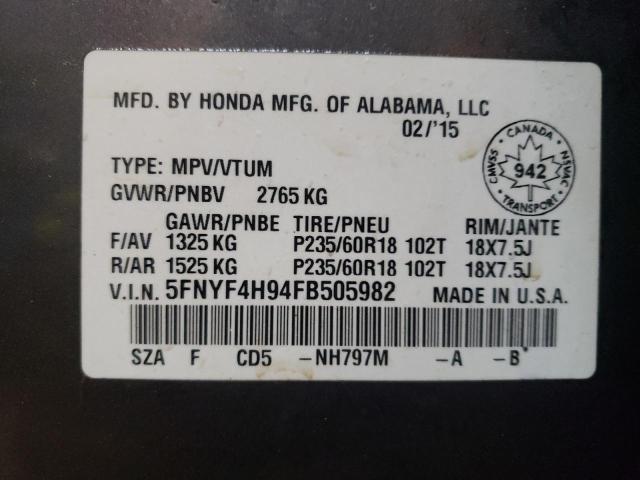 MFD. BY HONDA MFG. OF ALABAMA, LLC
02/'15
TYPE: MPV/VTUM
GVWR/PNBV 2765 KG
CANADA
CMVSS 942 NSVAC
TRANSPORT
GAWR/PNBE TIRE/PNEU RIM/JANTE
F/AV 1325 KG P235/60R18 102T 18X7.5J
R/AR 1525 KG P235/60R18 102T 18X7.5J
V.I.N. 5FNYF4H94FB505982 MADE IN U.S.A.
SZA F CD5 -NH797M -A -B